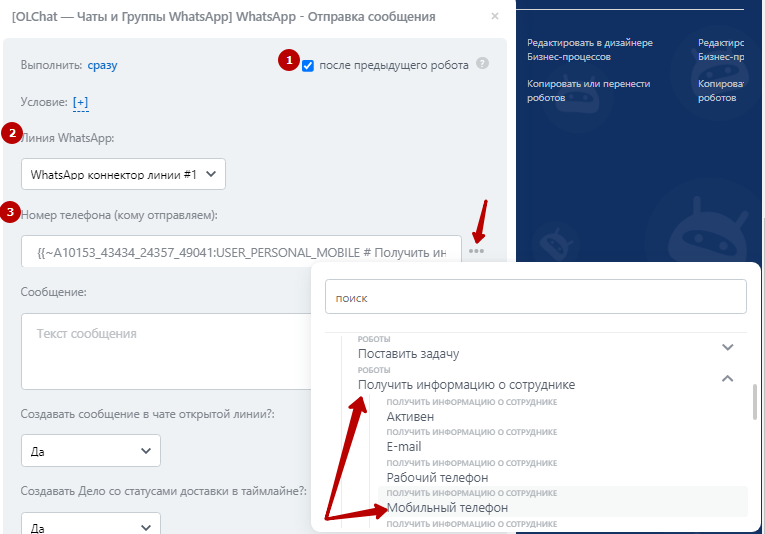 [OLChat — Чаты и Группы WhatsApp] WhatsApp - Отправка сообщения
×
Выполнить: сразу
1
после предыдущего робота
?
Условие: [+]
2
Линия WhatsApp:
WhatsApp коннектор линии #1
3
Номер телефона (кому отправляем):
{{~A10153_43434_24357_49041:USER_PERSONAL_MOBILE # Получить ин
Сообщение:
Текст сообщения
Создавать сообщение в чате открытой линии?:
Да
Создавать Дело со статусами доставки в таймлайне?:
Да
поиск
РОБОТЫ
Поставить задачу
РОБОТЫ
Получить информацию о сотруднике
ПОЛУЧИТЬ ИНФОРМАЦИЮ О СОТРУДНИКЕ
Активен
ПОЛУЧИТЬ ИНФОРМАЦИЮ О СОТРУДНИКЕ
E-mail
ПОЛУЧИТЬ ИНФОРМАЦИЮ О СОТРУДНИКЕ
Рабочий телефон
ПОЛУЧИТЬ ИНФОРМАЦИЮ О СОТРУДНИКЕ
Мобильный телефон
ПОЛУЧИТЬ ИНФОРМАЦИЮ О СОТРУДНИКЕ
Редактировать в дизайнере
Бизнес-процессов
Копировать или перенести
роботов
Редактирс
Бизнес-пр
Копироват
роботов